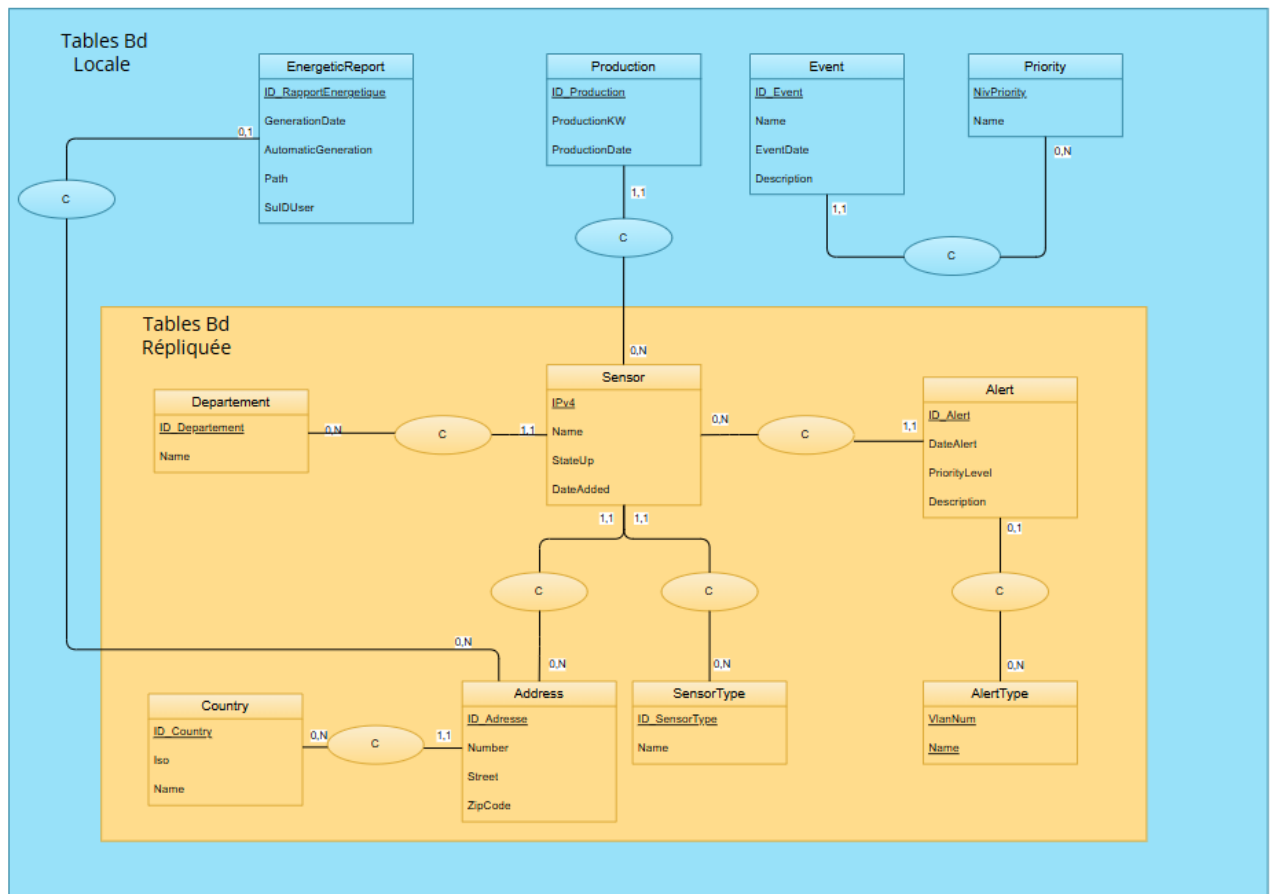 Tables Bd
Locale
EnergeticReport
ID_RapportEnergetique
GenerationDate
AutomaticGeneration
Path
SuIDUser
Production
ID_Production
ProductionKW
ProductionDate
Event
ID_Event
Name
EventDate
Description
Priority
NivPriority
Name
0,1
C
1,1
C
0,N
1,1
C
0,N
Tables Bd
Répliquée
Departement
ID_Departement
Name
0,N
C
1,1
Sensor
IPv4
Name
StateUp
DateAdded
0,N
C
1,1
Alert
ID_Alert
DateAlert
PriorityLevel
Description
1,1
1,1
0,1
C
C
C
0,N
0,N
0,N
0,N
Country
ID_Country
Iso
Name
0,N
C
1,1
Address
ID_Adresse
Number
Street
ZipCode
SensorType
ID_SensorType
Name
AlertType
VlanNum
Name